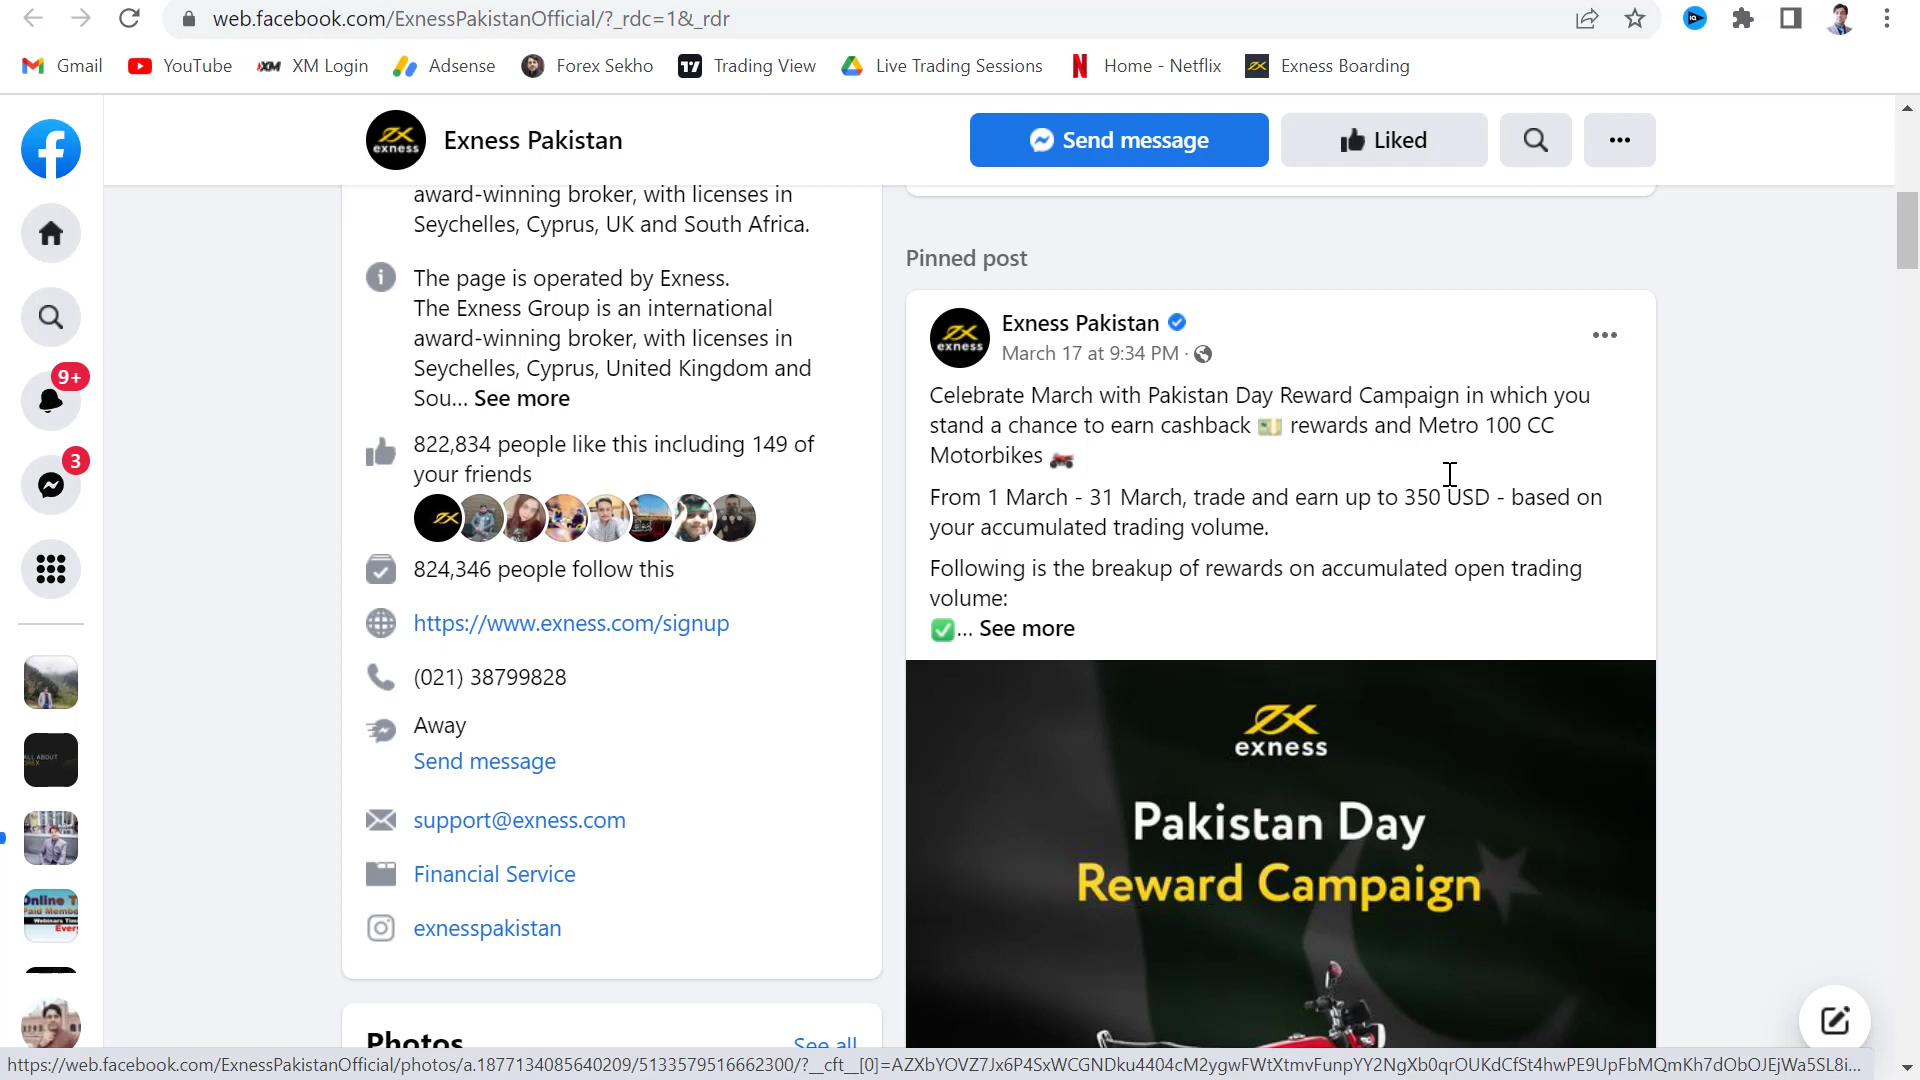 web.facebook.com/ExnessPakistanOfficial/?_rdc=1&_rdr
Gmail
YouTube
XM Login
Adsense
Forex Sekho
Trading View
Live Trading Sessions
Home - Netflix
Exness Boarding
exness
Exness Pakistan
Send message
Liked
award-winning broker, with licenses in
Seychelles, Cyprus, UK and South Africa.
The page is operated by Exness.
The Exness Group is an international
award-winning broker, with licenses in
Seychelles, Cyprus, United Kingdom and
Sou... See more
9+
822,834 people like this including 149 of
your friends
3
824,346 people follow this
https://www.exness.com/signup
(021) 38799828
Away
Send message
support@exness.com
Financial Service
exnesspakistan
Photos
See all
Pinned post
exness
Exness Pakistan
March 17 at 9:34 PM ·
Celebrate March with Pakistan Day Reward Campaign in which you
stand a chance to earn cashback 💵 rewards and Metro 100 CC
Motorbikes 🏍️
From 1 March - 31 March, trade and earn up to 350 USD - based on
your accumulated trading volume.
Following is the breakup of rewards on accumulated open trading
volume:
✅... See more
exness
Pakistan Day
Reward Campaign